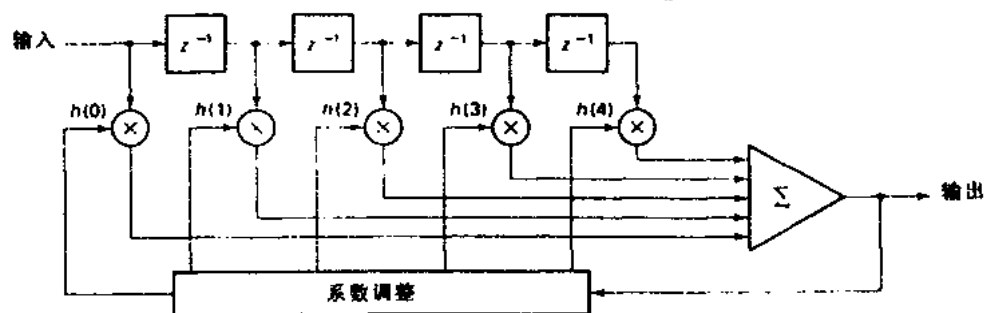 输入
z⁻¹ z⁻¹ z⁻¹ z⁻¹
h(0) h(1) h(2) h(3) h(4)
× × × × ×
Σ
输出
系数调整